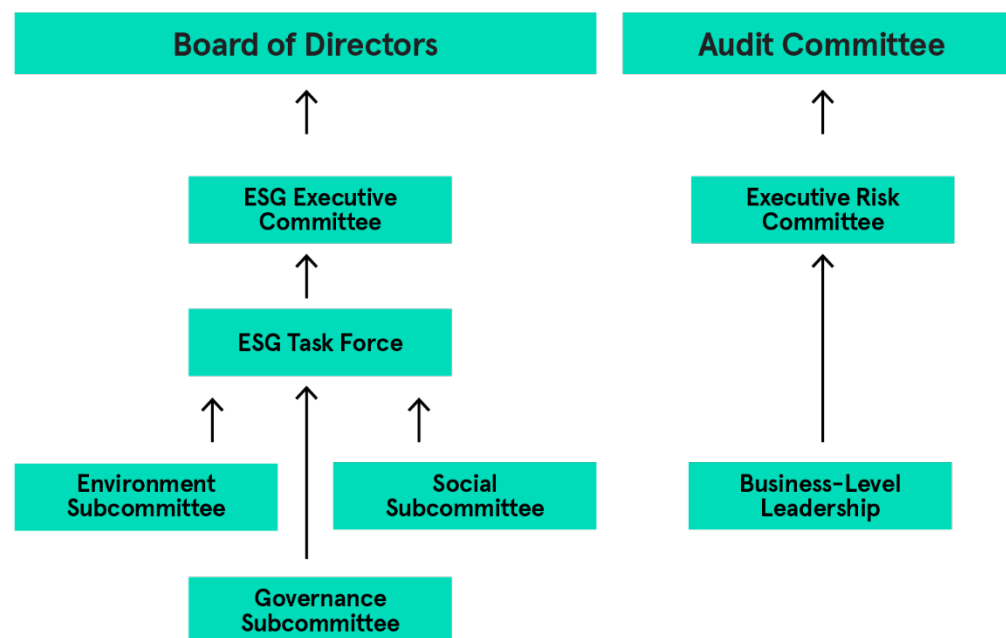 Board of Directors
Audit Committee
ESG Executive
Committee
Executive Risk
Committee
ESG Task Force
Environment
Subcommittee
Social
Subcommittee
Business-Level
Leadership
Governance
Subcommittee